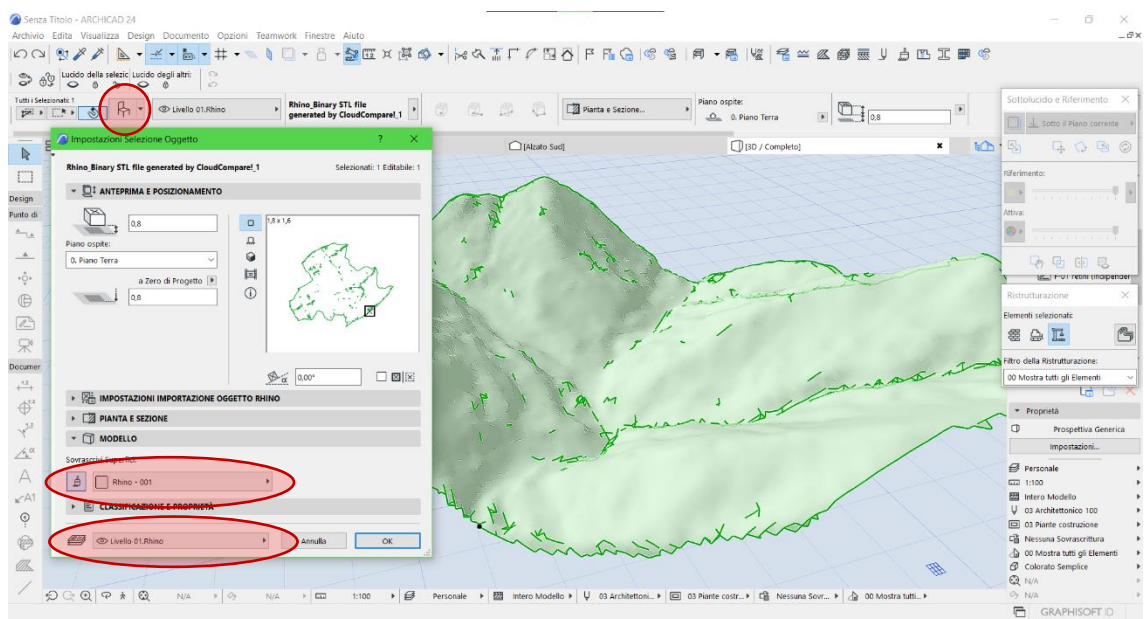 Senza Titolo - ARCHICAD 24
Archivio Edita Visualizza Design Documento Opzioni Teamwork Finestre Aiuto
Lucido della selezic Lucido degli altri:
Tutti i Selezionati: 1
Livello 01.Rhino
Rhino_Binary STL file
generated by CloudCompare!_1
Pianta e Sezione...
Piano ospite:
0. Piano Terra
0,8
Impostazioni Selezione Oggetto ? ×
Rhino_Binary STL file generated by CloudCompare!_1
Selezionati: 1 Editabile: 1
ANTEPRIMA E POSIZIONAMENTO
0,8
Piano ospite:
0. Piano Terra
a Zero di Progetto
0,8
1,8 x 1,6
α 0,00°
IMPOSTAZIONI IMPORTAZIONE OGGETTO RHINO
PIANTA E SEZIONE
MODELLO
Sovrascrivi Superfici:
Rhino - 001
CLASSIFICAZIONE E PROPRIETÀ
Livello 01.Rhino
Annulla
OK
Design
Punto di
Documer
A
A1
[Alzato Sud]
[3D / Completo]
Sottolucido e Riferimento
Sotto il Piano corrente
Riferimento:
Attiva:
Ristrutturazione
Elementi selezionati:
Filtro della Ristrutturazione:
00 Mostra tutti gli Elementi
Proprietà
Prospettiva Generica
Impostazioni...
Personale
1:100
Intero Modello
03 Architettonico 100
03 Piante costruzione
Nessuna Sovrascrittura
00 Mostra tutti gli Elementi
Colorato Semplice
N/A
N/A
N/A N/A 1:100 Personale Intero Modello 03 Architettoni... 03 Piante costr... Nessuna Sovr... 00 Mostra tutti...
GRAPHISOFT ID